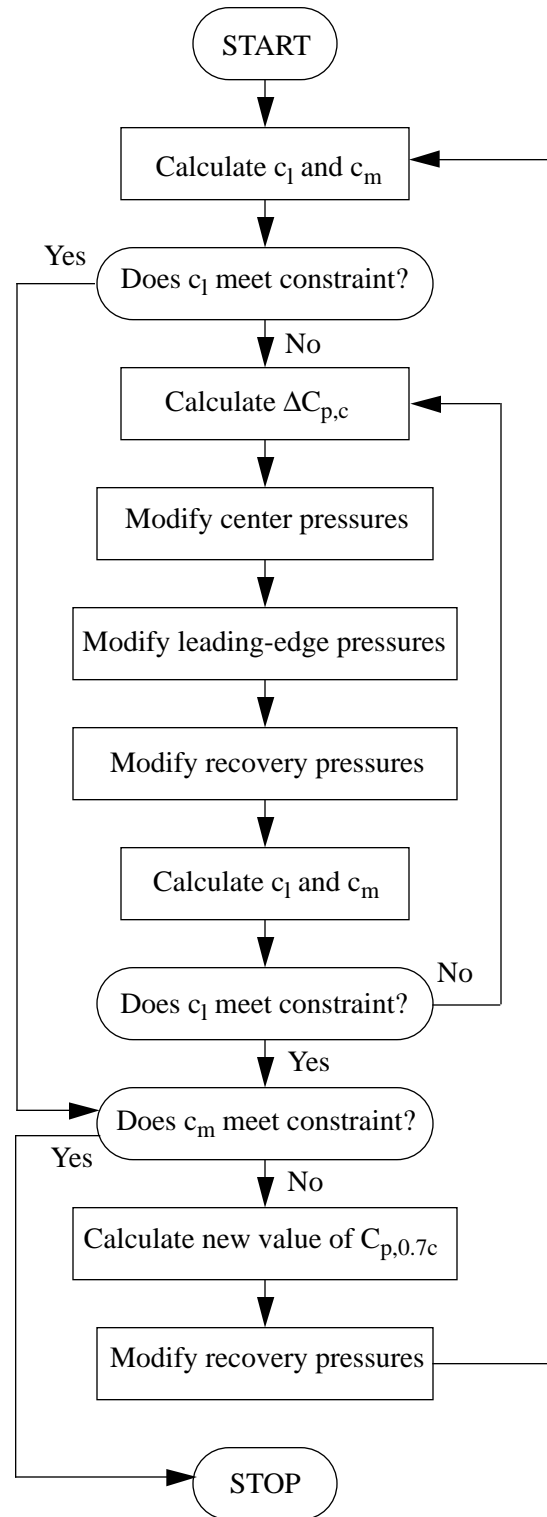 START
Calculate c_l and c_m
Yes
Does c_l meet constraint?
No
Calculate ΔC_p,c
Modify center pressures
Modify leading-edge pressures
Modify recovery pressures
Calculate c_l and c_m
No
Does c_l meet constraint?
Yes
Does c_m meet constraint?
Yes
No
Calculate new value of C_p,0.7c
Modify recovery pressures
STOP